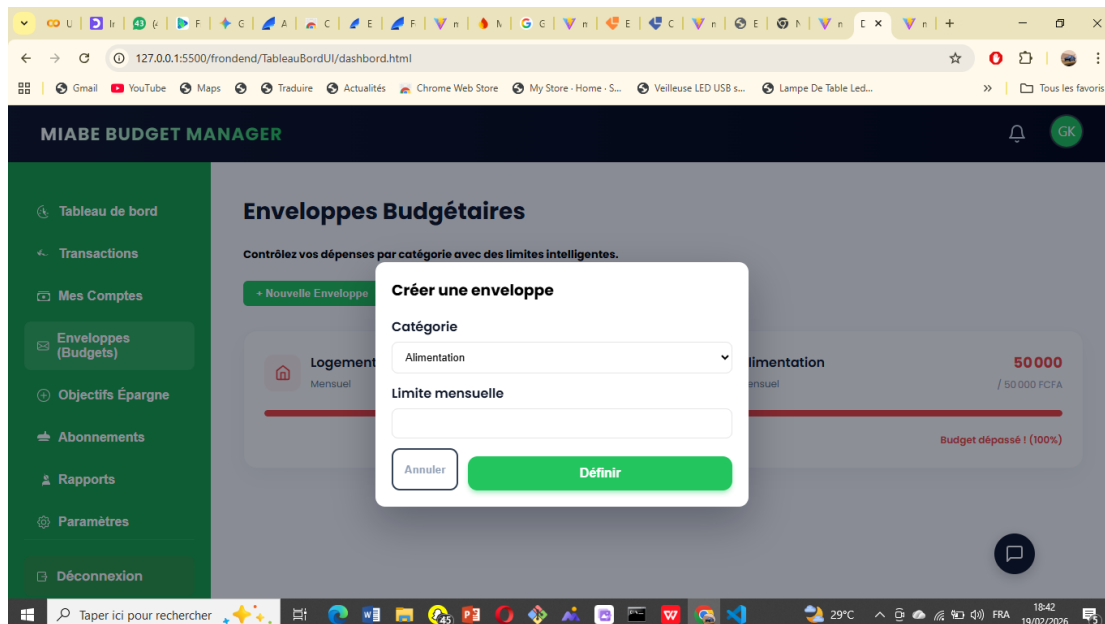 127.0.0.1:5500/frondend/TableauBordUI/dashbord.html
Gmail YouTube Maps Traduire Actualités Chrome Web Store My Store · Home · S... Veilleuse LED USB s... Lampe De Table Led... » Tous les favoris
MIABE BUDGET MANAGER
GK
Tableau de bord
Transactions
Mes Comptes
Enveloppes
(Budgets)
Objectifs Épargne
Abonnements
Rapports
Paramètres
Déconnexion
Enveloppes Budgétaires
Contrôlez vos dépenses par catégorie avec des limites intelligentes.
+ Nouvelle Enveloppe
Logement
Mensuel
limentation
ensuel
50 000
/ 50 000 FCFA
Budget dépassé ! (100%)
Créer une enveloppe
Catégorie
Alimentation
Limite mensuelle
Annuler
Définir
Taper ici pour rechercher
29°C
FRA
18:42
19/02/2026